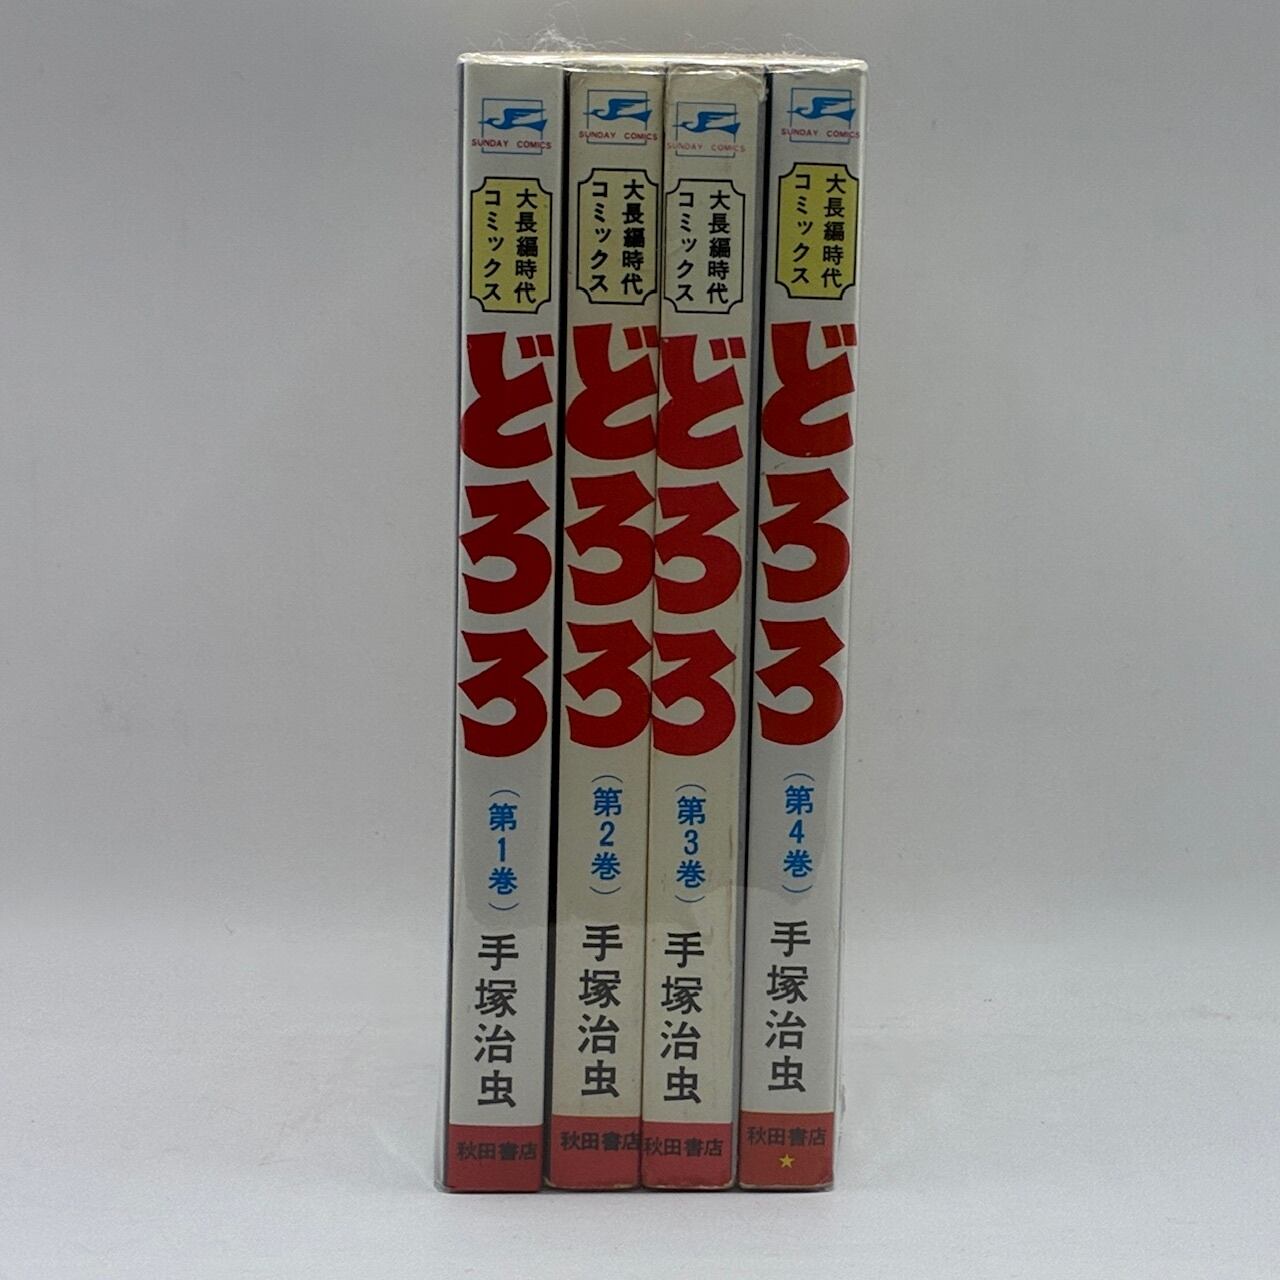 SUNDAY COMICS
大長編時代
コミックス
どろろ
（第1巻）
手塚治虫
秋田書店
SUNDAY COMICS
大長編時代
コミックス
どろろ
（第2巻）
手塚治虫
秋田書店
SUNDAY COMICS
大長編時代
コミックス
どろろ
（第3巻）
手塚治虫
秋田書店
SUNDAY COMICS
大長編時代
コミックス
どろろ
（第4巻）
手塚治虫
秋田書店